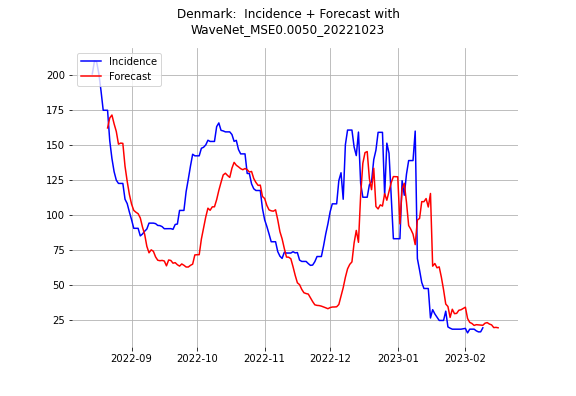 Denmark:  Incidence + Forecast with
WaveNet_MSE0.0050_20221023
Incidence
Forecast
200
175
150
125
100
75
50
25
2022-09 2022-10 2022-11 2022-12 2023-01 2023-02